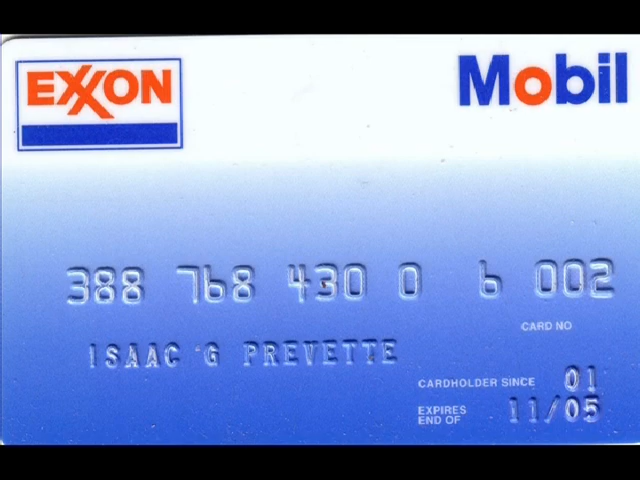 EXXON
Mobil
388 768 430 0 6 002
CARD NO
ISAAC G PREVETTE
CARDHOLDER SINCE 01
EXPIRES
END OF 11/05